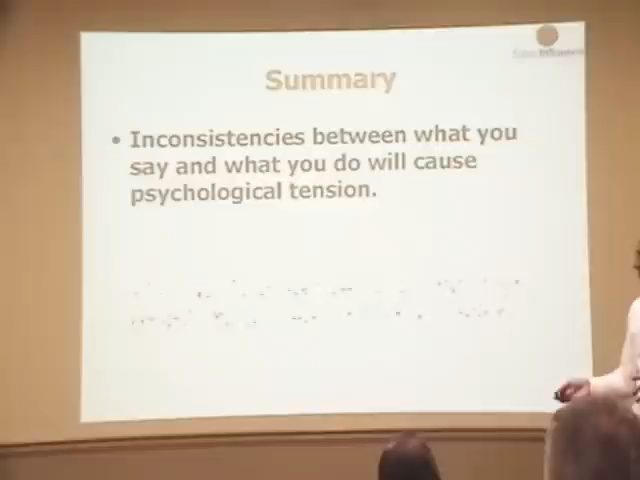 Summary
• Inconsistencies between what you
say and what you do will cause
psychological tension.